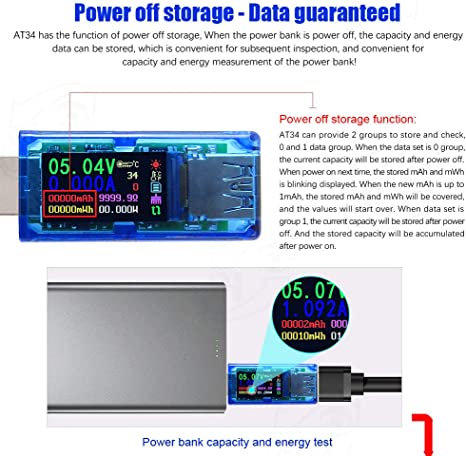 Power off storage - Data guaranteed
AT34 has the function of power off storage, When the power bank is power off, the capacity and energy
data can be stored, which is convenient for subsequent inspection, and convenient for
capacity and energy measurement of the power bank!
Power off storage function:
AT34 can provide 2 groups to store and check,
0 and 1 data group. When the data set is 0 group,
the current capacity will be stored after power off.
When power on next time, the stored mAh and mWh
is blinking displayed. When the new mAh is up to
1mAh, the stored mAh and mWh will be covered,
and the values will start over. When data set is
group 1, the current capacity will be stored after power
off. And the stored capacity will be accumulated
after power on.
05.04V
℃
34
0.000A
0
00000mAh 9999.9Ω
00000mWh 00.000W
05.07V
1.092A
00002mAh 000
00010mWh 01
05.07V
Power bank capacity and energy test